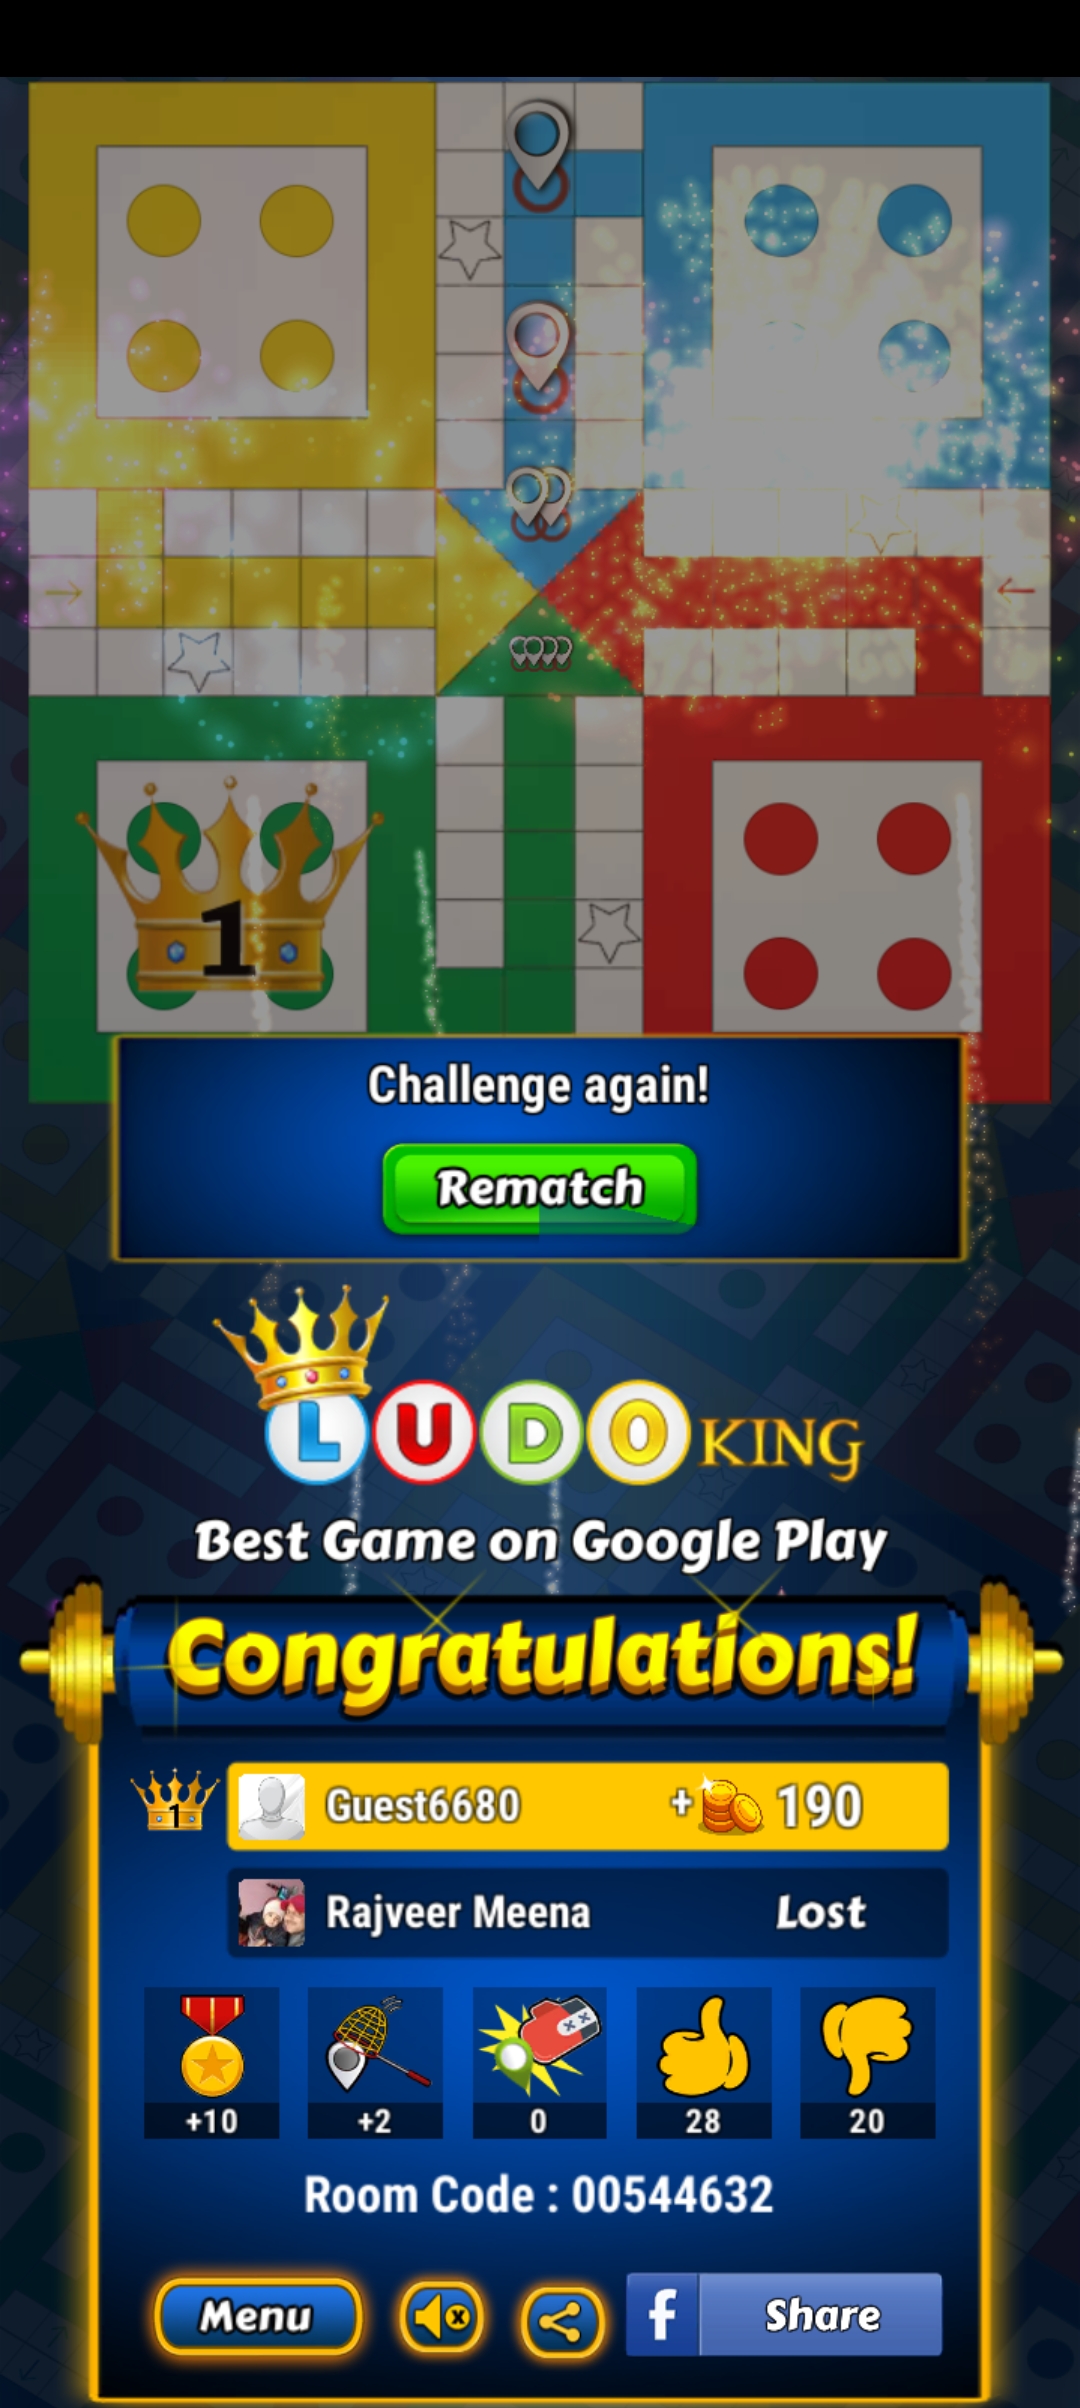 1
Challenge again!
Rematch
LUDO KING
Best Game on Google Play
Congratulations!
1 Guest6680 + 190
Rajveer Meena Lost
+10 +2 0 28 20
Room Code : 00544632
Menu x f Share